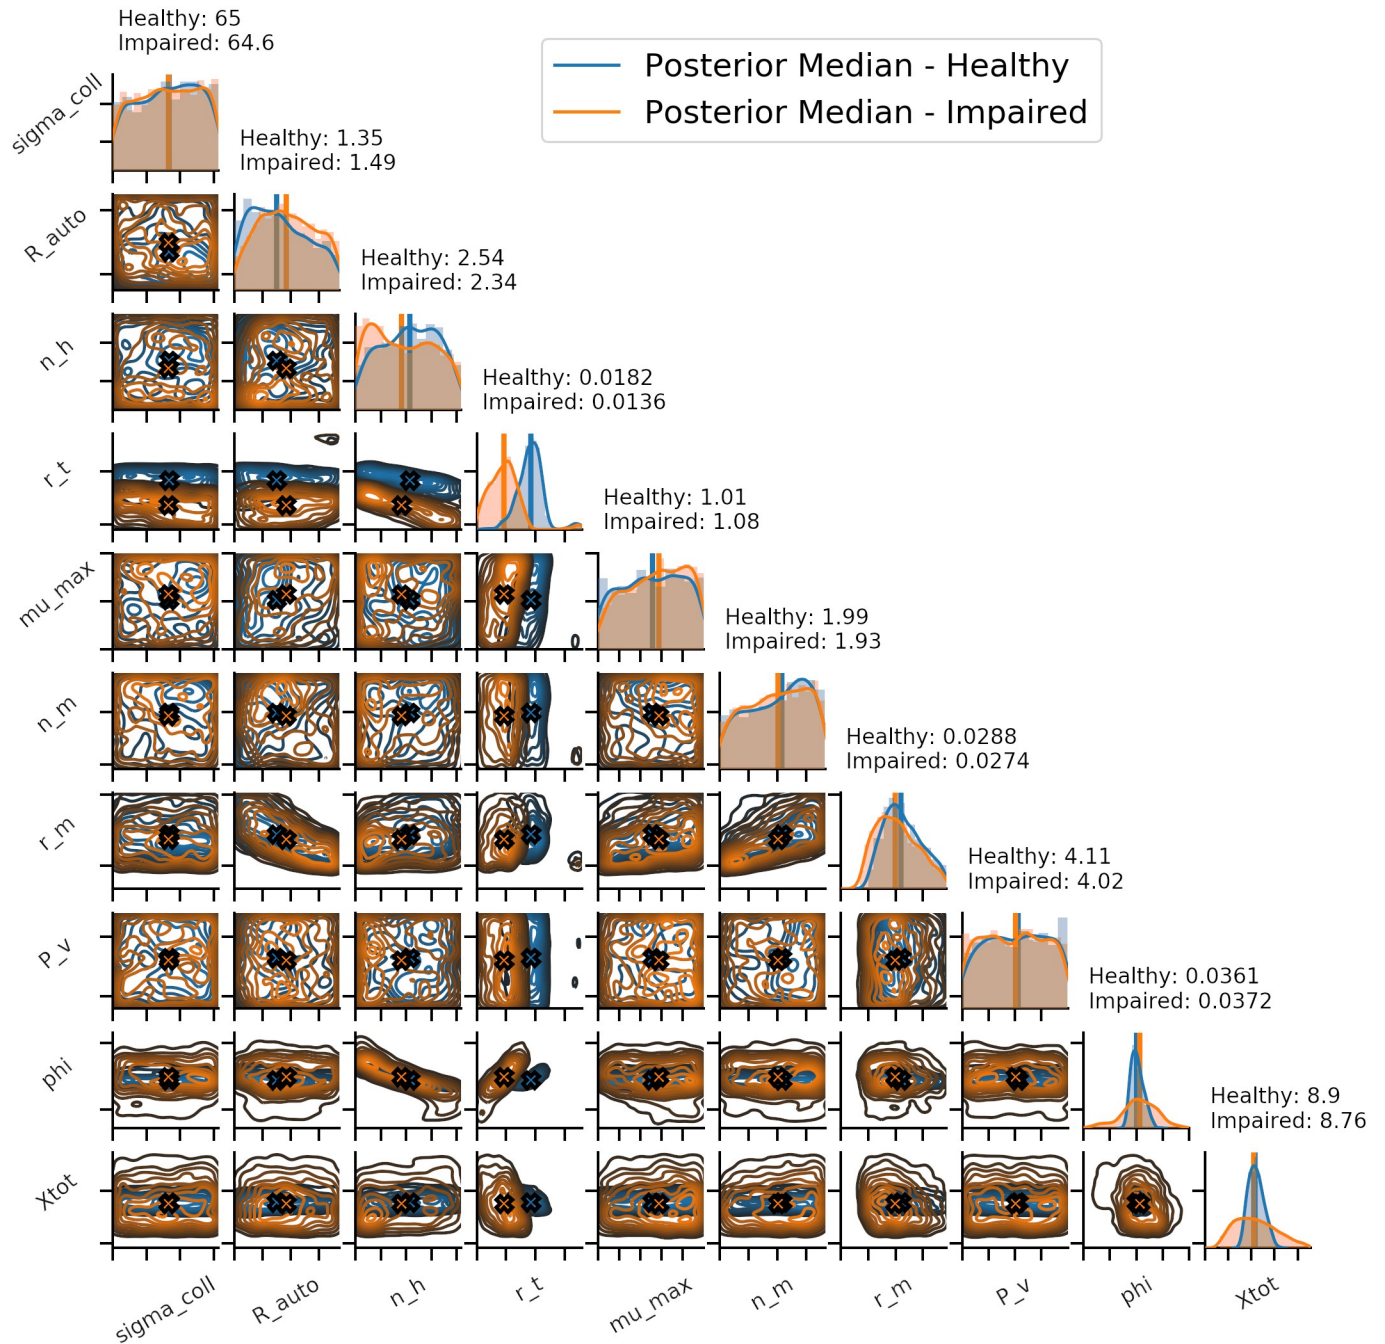 Healthy: 65
Impaired: 64.6
Posterior Median - Healthy
Posterior Median - Impaired
sigma_coll
Healthy: 1.35
Impaired: 1.49
R_auto
Healthy: 2.54
Impaired: 2.34
n_h
Healthy: 0.0182
Impaired: 0.0136
r_t
Healthy: 1.01
Impaired: 1.08
mu_max
Healthy: 1.99
Impaired: 1.93
n_m
Healthy: 0.0288
Impaired: 0.0274
r_m
Healthy: 4.11
Impaired: 4.02
P_v
Healthy: 0.0361
Impaired: 0.0372
phi
Healthy: 8.9
Impaired: 8.76
Xtot
sigma_coll
R_auto
n_h
r_t
mu_max
n_m
r_m
P_v
phi
Xtot